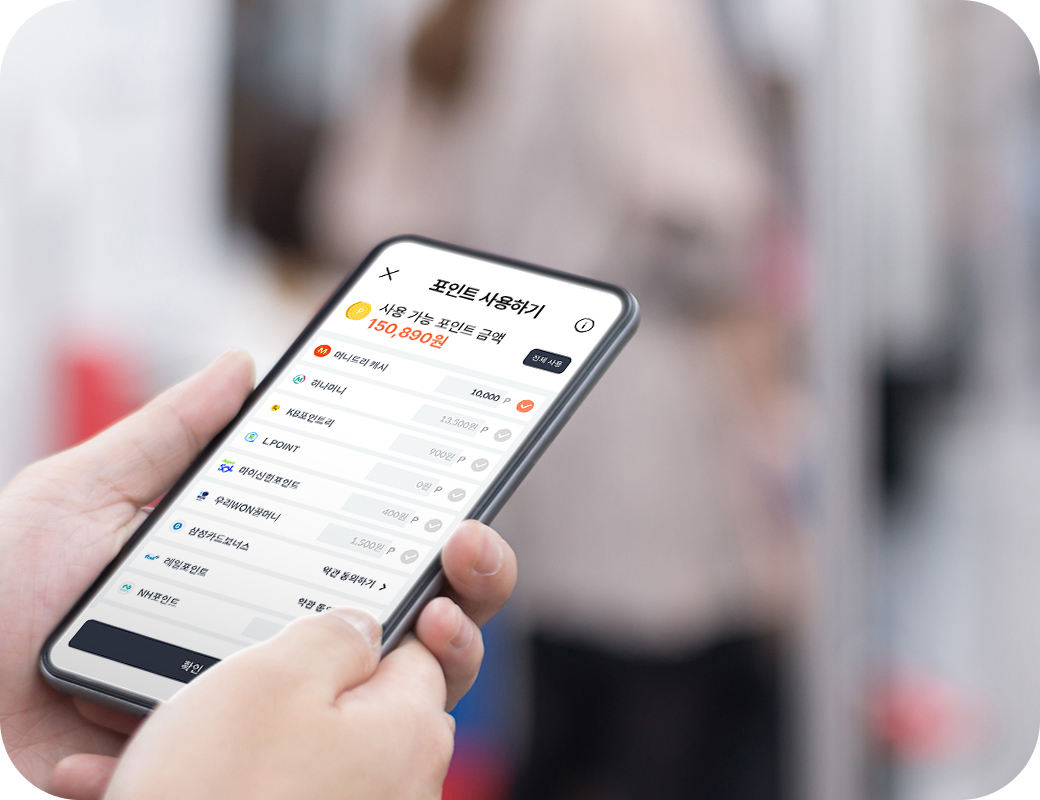 포인트 사용하기
사용 가능 포인트 금액
150,890원
전체 사용
머니트리 캐시
10,000 P
하나머니
13,500원 P
KB포인트리
900원 P
L.POINT
0원 P
마이신한포인트
400원 P
우리WON꿀머니
1,500원 P
삼성카드보너스
약관 동의하기
레일포인트
약관 동의
NH포인트
확인